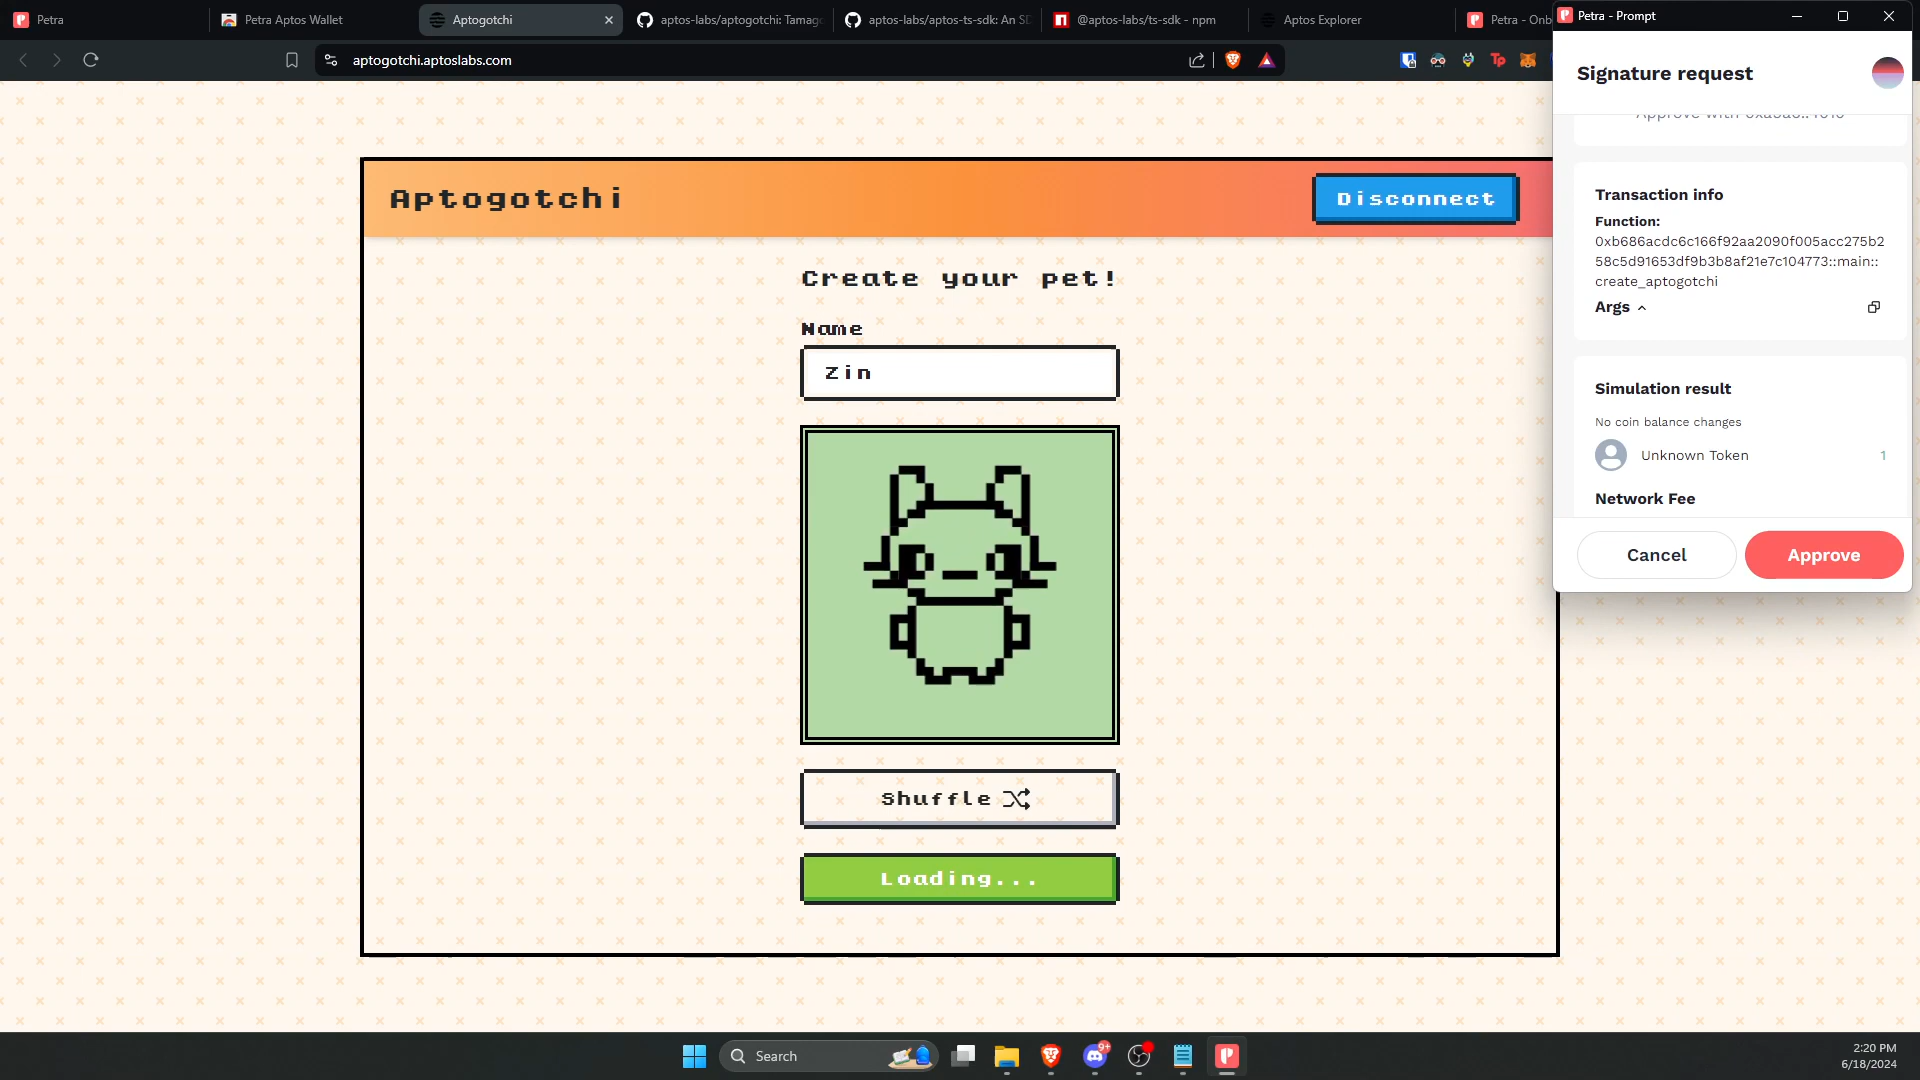 Petra
Petra Aptos Wallet
Aptogotchi
aptos-labs/aptogotchi: Tamago
aptos-labs/aptos-ts-sdk: An SD
@aptos-labs/ts-sdk - npm
Aptos Explorer
Petra - Onb
Petra - Prompt
aptogotchi.aptoslabs.com
Tp
Signature request
Transaction info
Function:
0xb686acdc6c166f92aa2090f005acc275b2
58c5d91653df9b3b8af21e7c104773::main::
create_aptogotchi
Args
Simulation result
No coin balance changes
Unknown Token 1
Network Fee
Cancel
Approve
Aptogotchi
Disconnect
Create your pet!
Name
Zin
Shuffle
Loading...
Search
9+
2:20 PM
6/18/2024